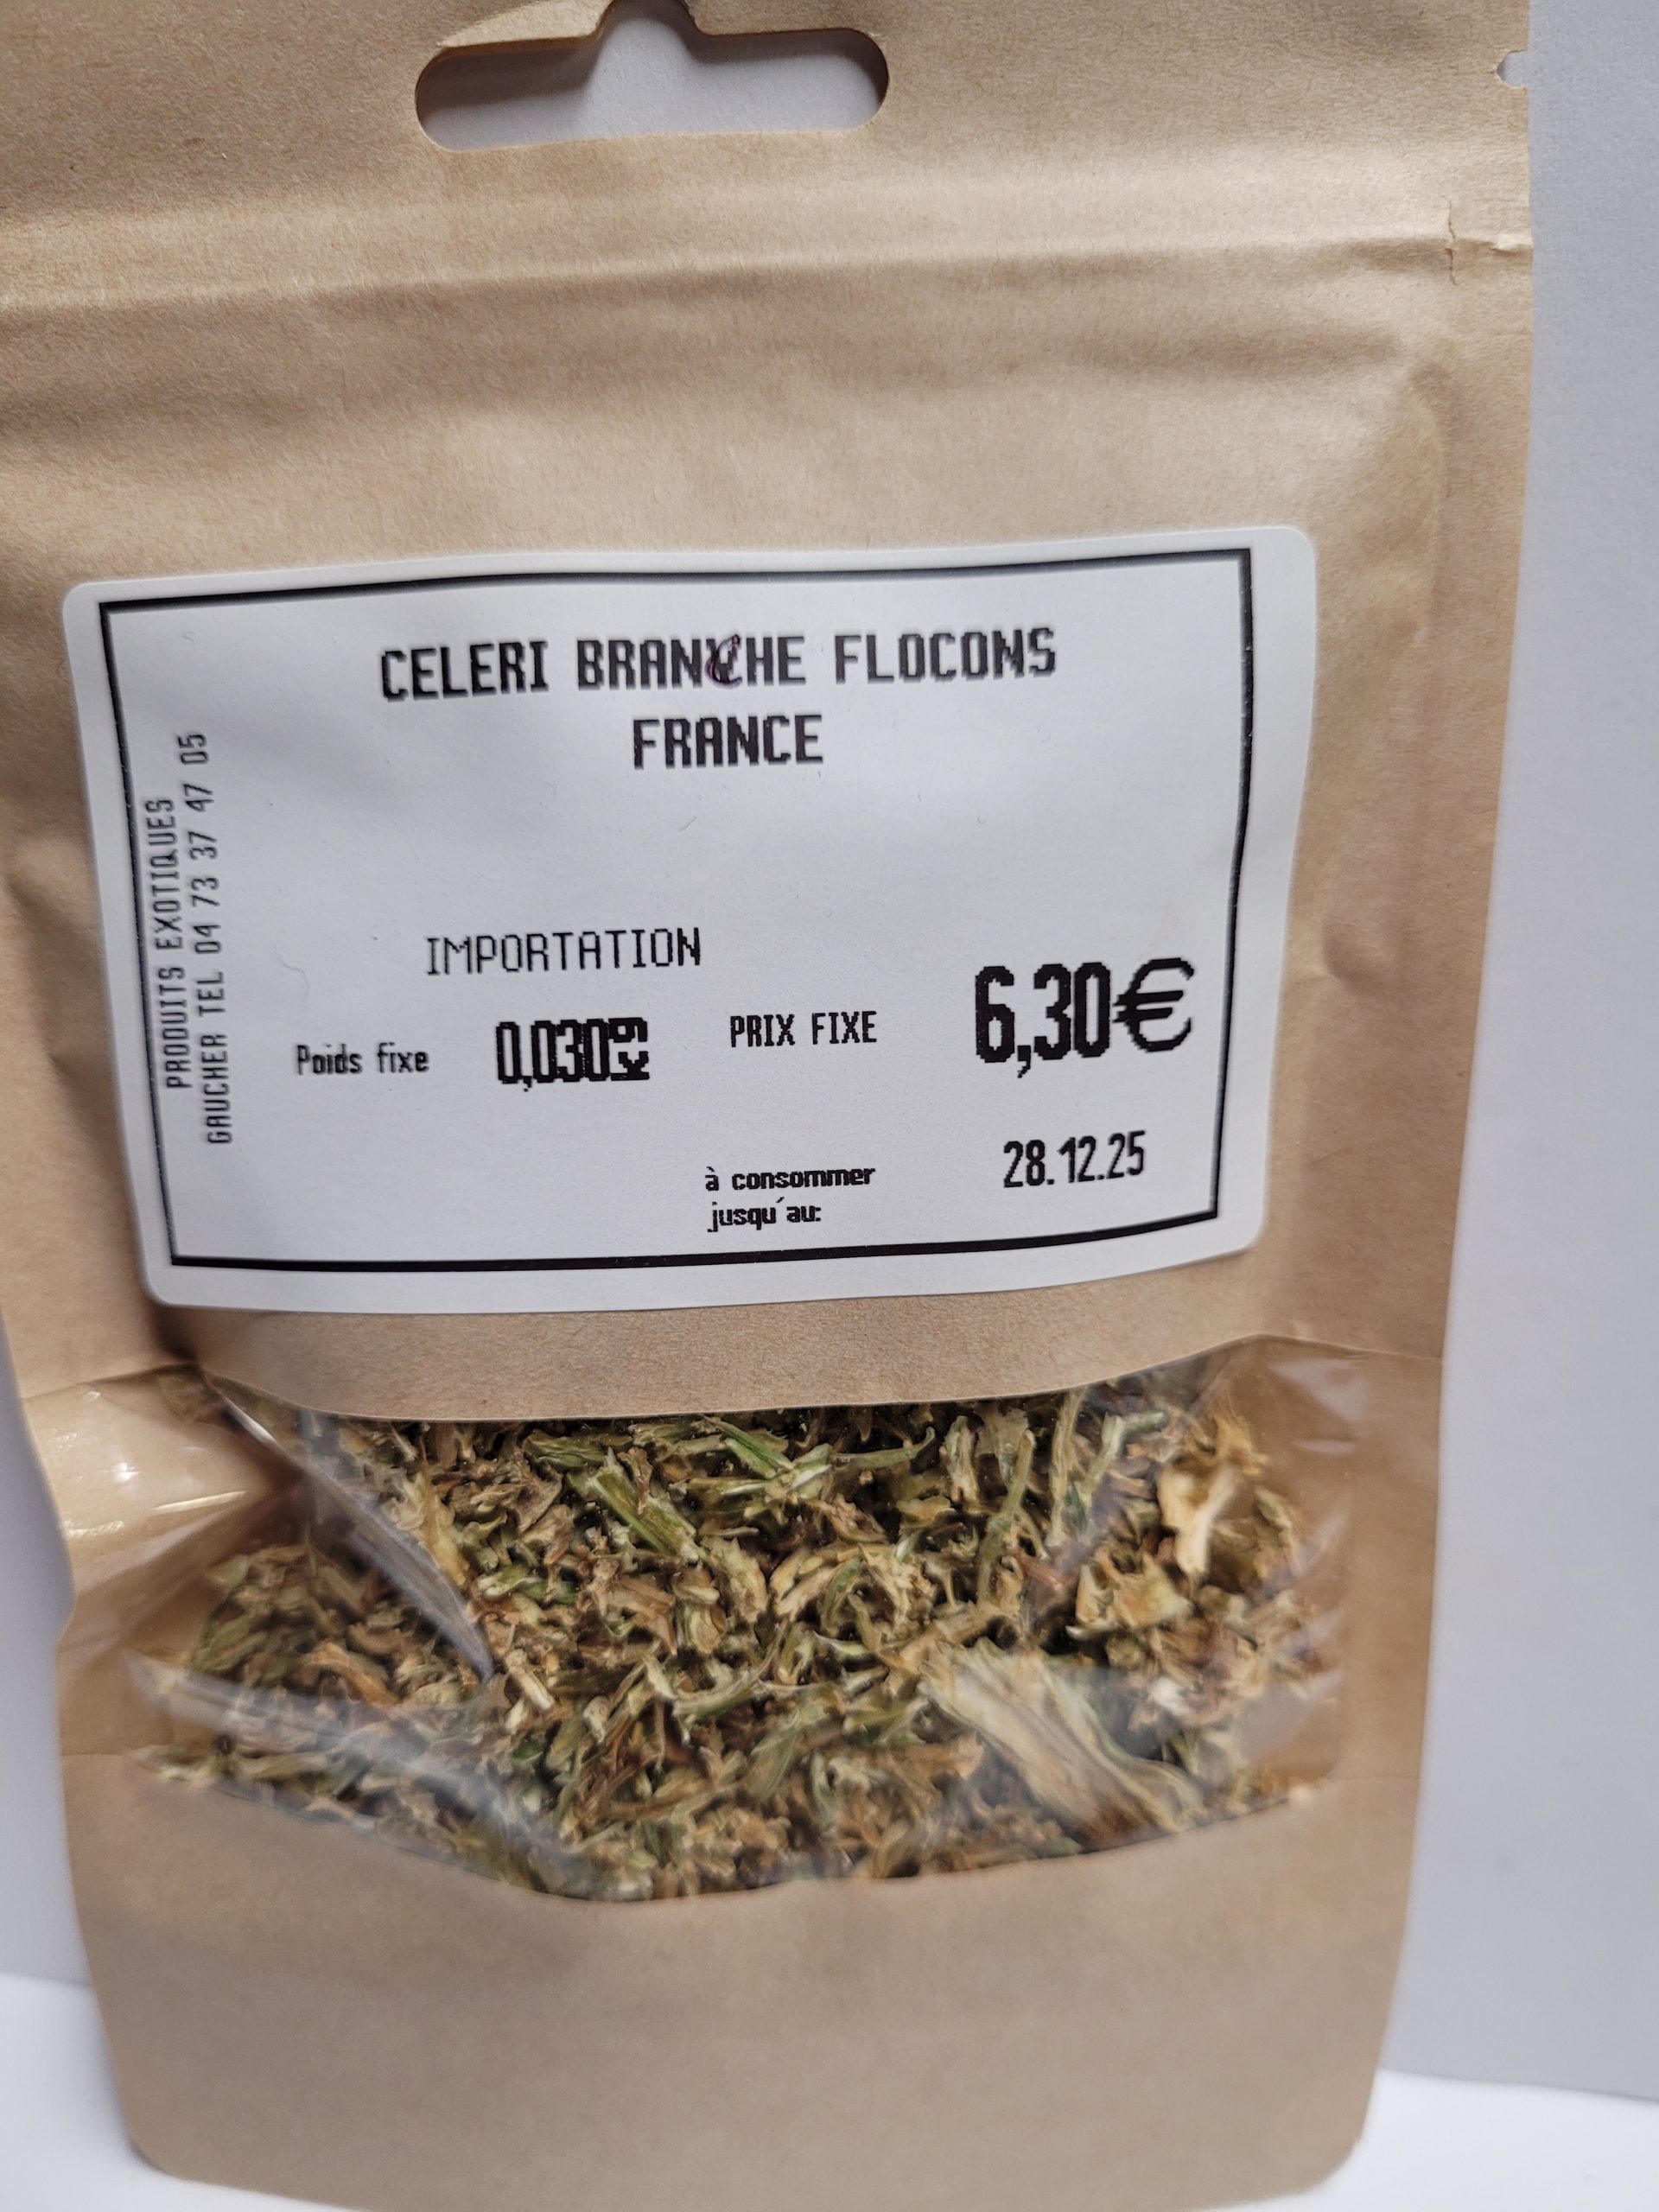 CELERI BRANCHE FLOCONS
FRANCE
PRODUITS EXOTIQUES
GAUCHER TEL 04 73 37 47 05
IMPORTATION
Poids fixe 0,030kg PRIX FIXE 6,30€
à consommer 28.12.25
jusqu'au: